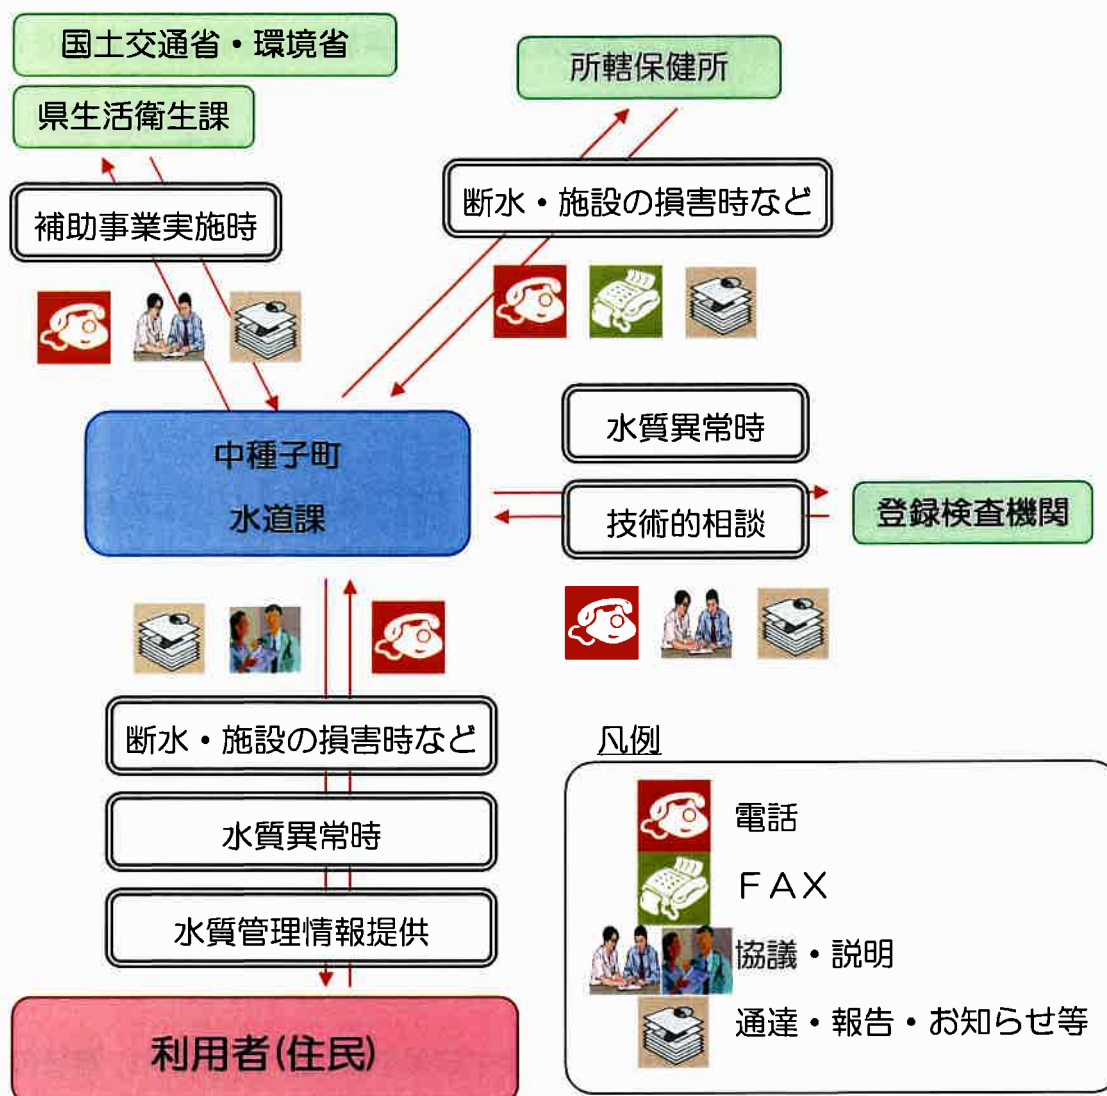 国土交通省・環境省
県生活衛生課
所轄保健所
補助事業実施時
断水・施設の損害時など
中種子町
水道課
水質異常時
技術的相談
登録検査機関
断水・施設の損害時など
水質異常時
水質管理情報提供
利用者(住民)
凡例
電話
ＦＡＸ
協議・説明
通達・報告・お知らせ等